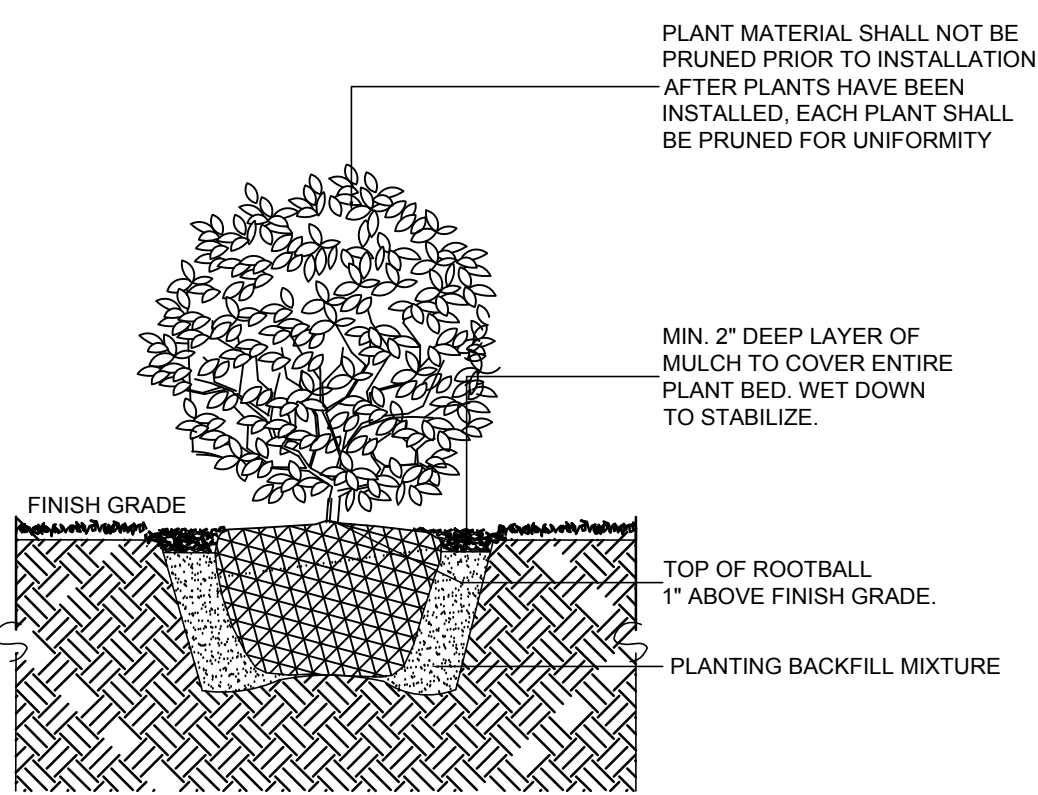 PLANT MATERIAL SHALL NOT BE
PRUNED PRIOR TO INSTALLATION
AFTER PLANTS HAVE BEEN
INSTALLED, EACH PLANT SHALL
BE PRUNED FOR UNIFORMITY
MIN. 2" DEEP LAYER OF
MULCH TO COVER ENTIRE
PLANT BED. WET DOWN
TO STABILIZE.
FINISH GRADE
TOP OF ROOTBALL
1" ABOVE FINISH GRADE.
PLANTING BACKFILL MIXTURE